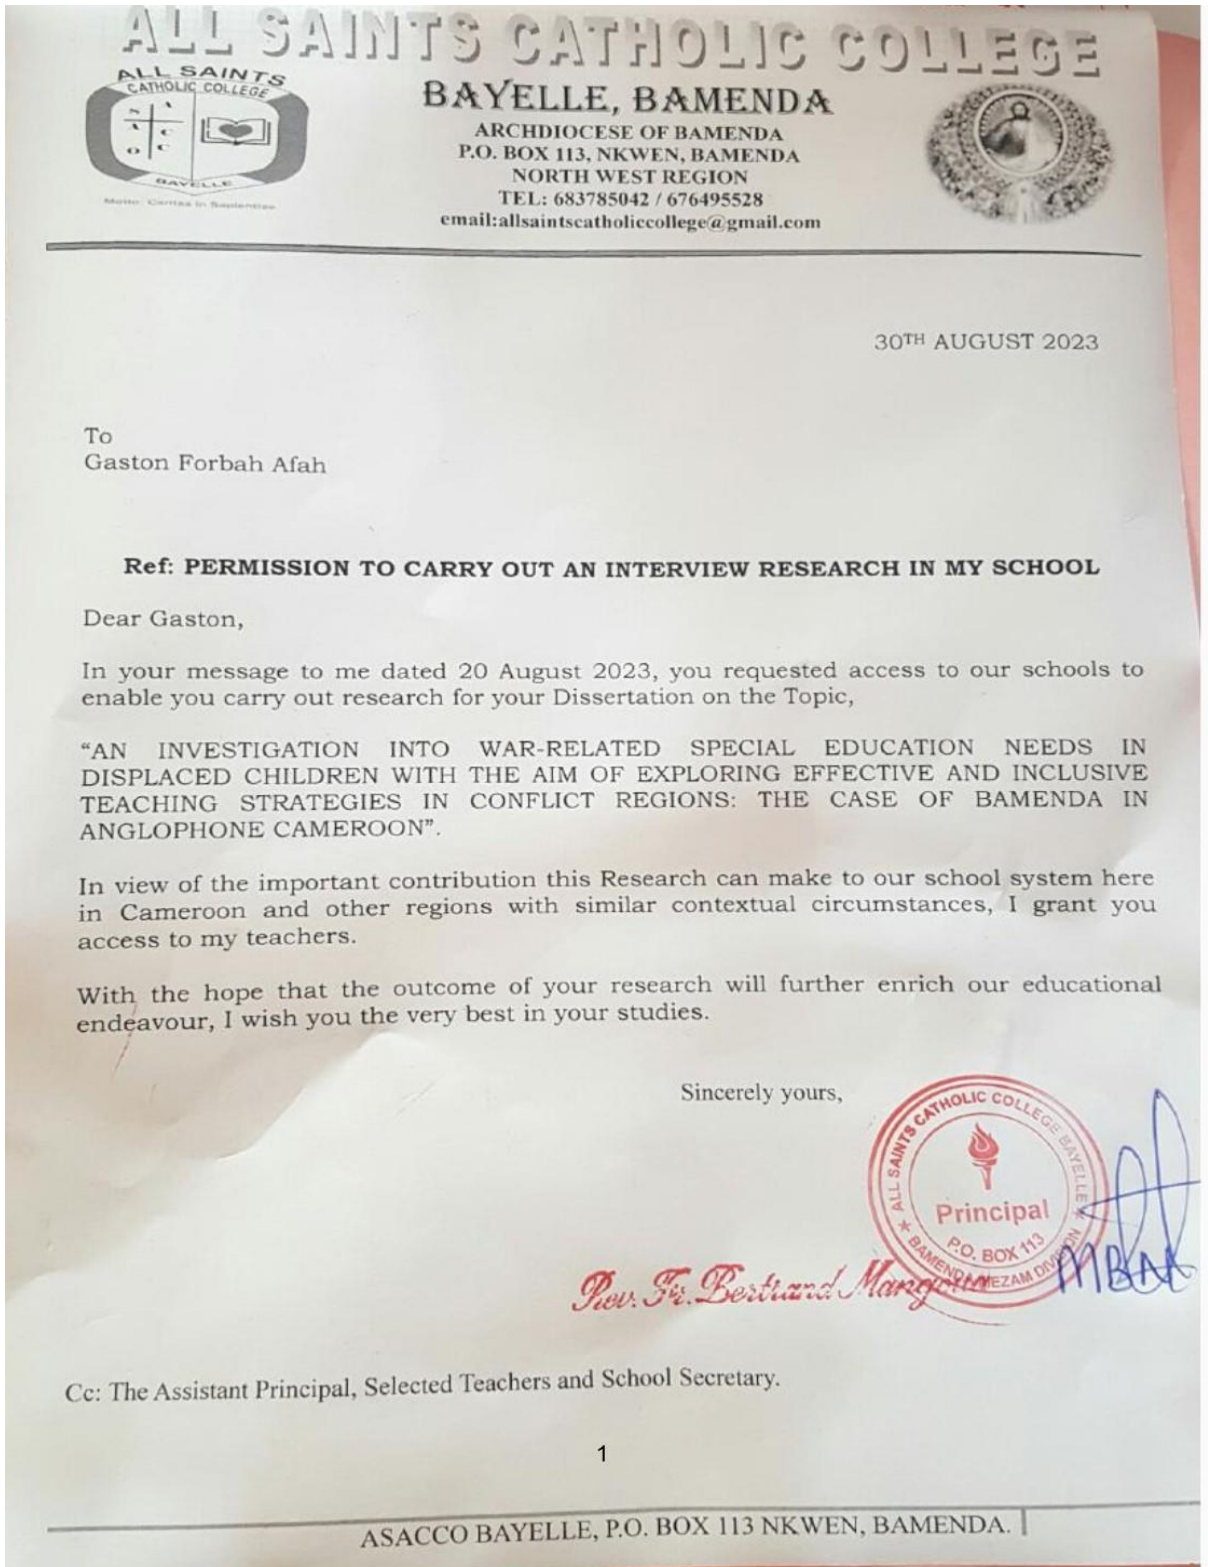 ALL SAINTS CATHOLIC COLLEGE
ALL SAINTS
CATHOLIC COLLEGE
BAYELLE
Motto: Caritas in Sapientiae
BAYELLE, BAMENDA
ARCHDIOCESE OF BAMENDA
P.O. BOX 113, NKWEN, BAMENDA
NORTH WEST REGION
TEL: 683785042 / 676495528
email:allsaintscatholiccollege@gmail.com
30TH AUGUST 2023
To
Gaston Forbah Afah
Ref: PERMISSION TO CARRY OUT AN INTERVIEW RESEARCH IN MY SCHOOL
Dear Gaston,
In your message to me dated 20 August 2023, you requested access to our schools to
enable you carry out research for your Dissertation on the Topic,
“AN INVESTIGATION INTO WAR-RELATED SPECIAL EDUCATION NEEDS IN
DISPLACED CHILDREN WITH THE AIM OF EXPLORING EFFECTIVE AND INCLUSIVE
TEACHING STRATEGIES IN CONFLICT REGIONS: THE CASE OF BAMENDA IN
ANGLOPHONE CAMEROON”.
In view of the important contribution this Research can make to our school system here
in Cameroon and other regions with similar contextual circumstances, I grant you
access to my teachers.
With the hope that the outcome of your research will further enrich our educational
endeavour, I wish you the very best in your studies.
Sincerely yours,
ALL SAINTS CATHOLIC COLLEGE BAYELLE
Principal
P.O. BOX 113
BAMENDA MEZAM DIVISION
Rev. Fr. Bertrand
Cc: The Assistant Principal, Selected Teachers and School Secretary.
1
ASACCO BAYELLE, P.O. BOX 113 NKWEN, BAMENDA.